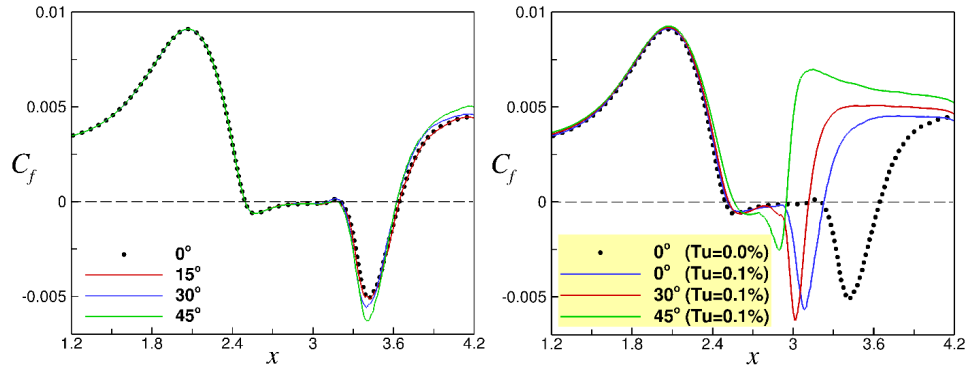 0.01
0.005
0
-0.005
C_f
0°
15°
30°
45°
1.2 1.8 2.4 3 3.6 4.2
x
0.01
0.005
0
-0.005
C_f
0° (Tu=0.0%)
0° (Tu=0.1%)
30° (Tu=0.1%)
45° (Tu=0.1%)
1.2 1.8 2.4 3 3.6 4.2
x